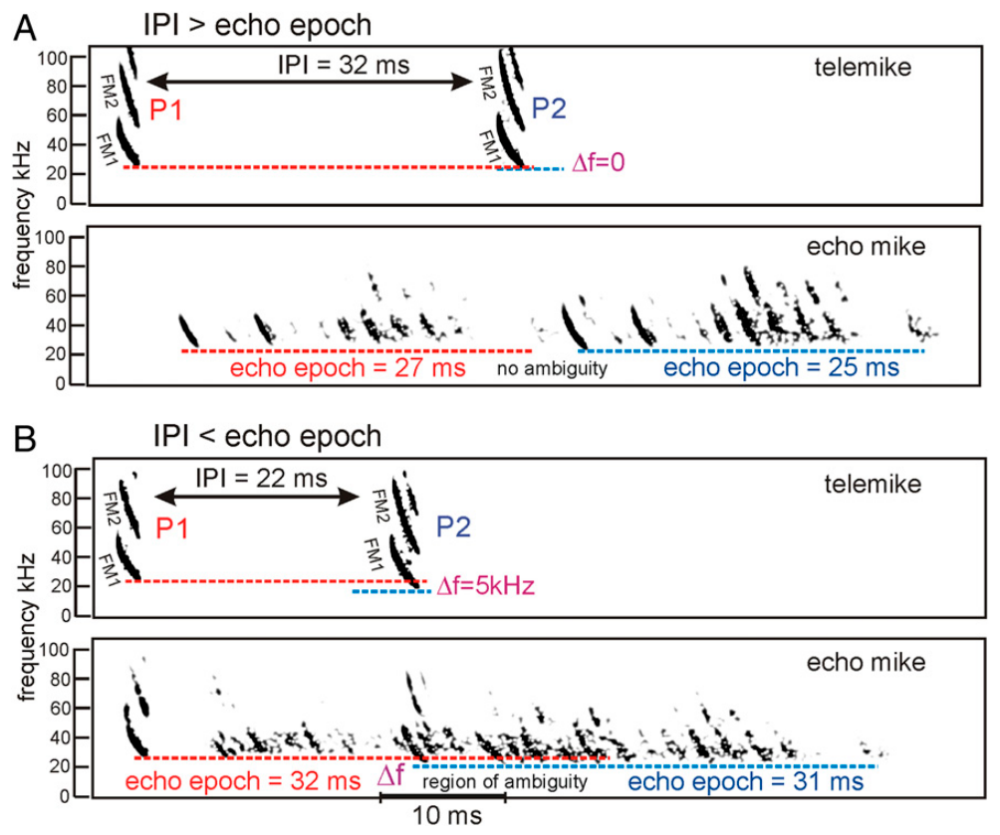 A
IPI > echo epoch
100
80
60
40
20
0
frequency kHz
FM2
FM1
P1
IPI = 32 ms
FM2
FM1
P2
Δf=0
telemike
100
80
60
40
20
0
echo mike
echo epoch = 27 ms
no ambiguity
echo epoch = 25 ms
B
IPI < echo epoch
100
80
60
40
20
0
frequency kHz
FM2
FM1
P1
IPI = 22 ms
FM2
FM1
P2
Δf=5kHz
telemike
100
80
60
40
20
0
echo mike
echo epoch = 32 ms
Δf
region of ambiguity
echo epoch = 31 ms
10 ms